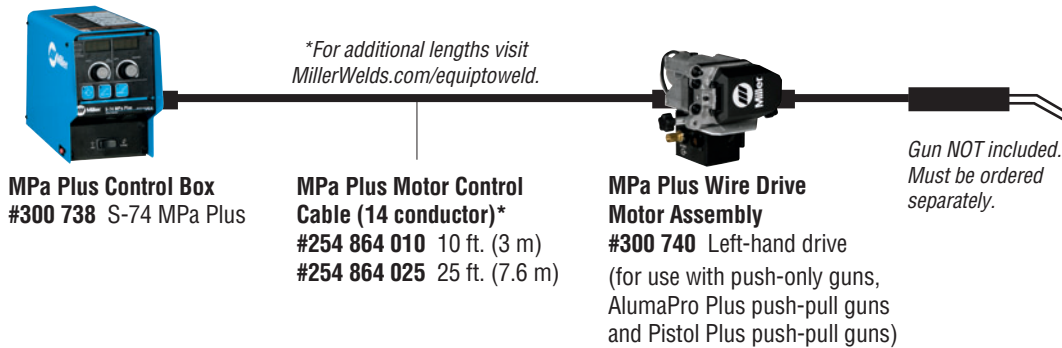 *For additional lengths visit
MillerWelds.com/equiptoweld.
Miller
Miller
Gun NOT included.
Must be ordered
separately.
MPa Plus Control Box
#300 738 S-74 MPa Plus
MPa Plus Motor Control
Cable (14 conductor)*
#254 864 010 10 ft. (3 m)
#254 864 025 25 ft. (7.6 m)
MPa Plus Wire Drive
Motor Assembly
#300 740 Left-hand drive
(for use with push-only guns,
AlumaPro Plus push-pull guns
and Pistol Plus push-pull guns)